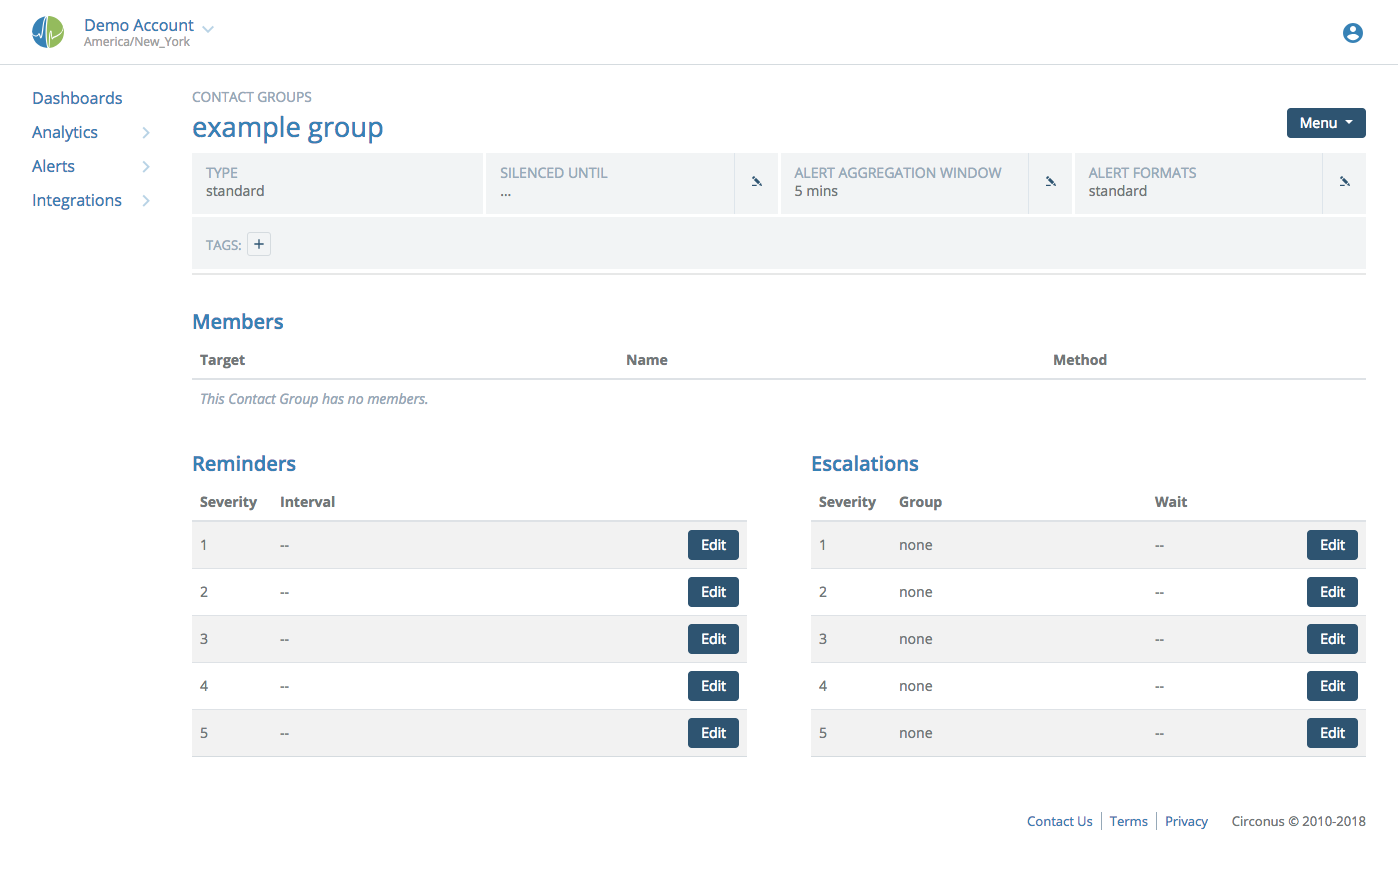 Demo Account
America/New_York
Dashboards
Analytics
Alerts
Integrations
CONTACT GROUPS
example group
Menu
TYPE
standard
SILENCED UNTIL
...
ALERT AGGREGATION WINDOW
5 mins
ALERT FORMATS
standard
TAGS: +
Members
Target Name Method
This Contact Group has no members.
Reminders
Severity Interval
1 -- Edit
2 -- Edit
3 -- Edit
4 -- Edit
5 -- Edit
Escalations
Severity Group Wait
1 none -- Edit
2 none -- Edit
3 none -- Edit
4 none -- Edit
5 none -- Edit
Contact Us Terms Privacy Circonus © 2010-2018